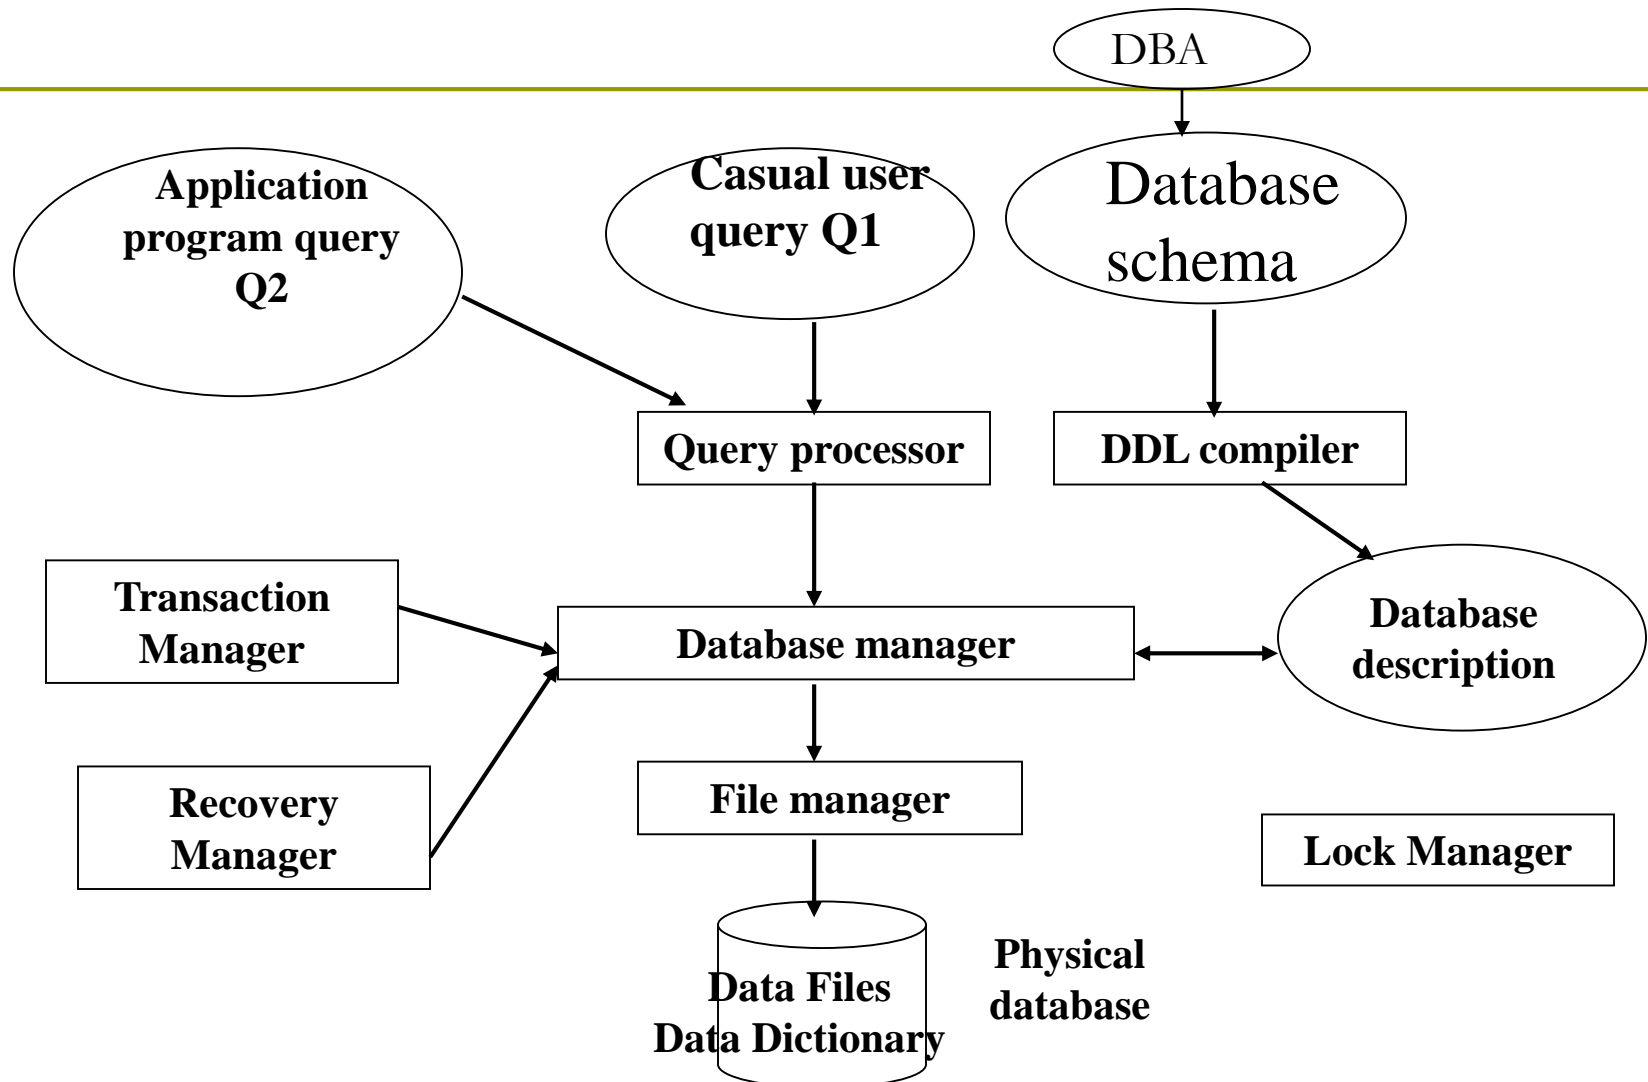 DBA
Application
program query
Q2
Casual user
query Q1
Database
schema
Query processor
DDL compiler
Transaction
Manager
Database manager
Database
description
Recovery
Manager
File manager
Lock Manager
Data Files
Data Dictionary
Physical
database